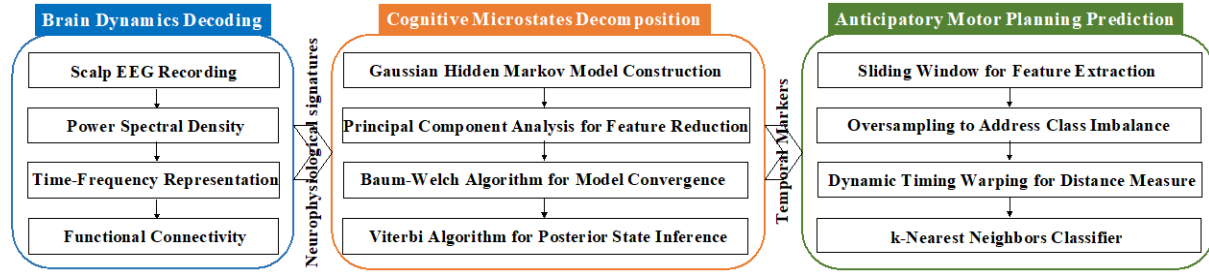 Brain Dynamics Decoding
Scalp EEG Recording
Power Spectral Density
Time-Frequency Representation
Functional Connectivity
Neurophysiological signatures
Cognitive Microstates Decomposition
Gaussian Hidden Markov Model Construction
Principal Component Analysis for Feature Reduction
Baum-Welch Algorithm for Model Convergence
Viterbi Algorithm for Posterior State Inference
Temporal Markers
Anticipatory Motor Planning Prediction
Sliding Window for Feature Extraction
Oversampling to Address Class Imbalance
Dynamic Timing Warping for Distance Measure
k-Nearest Neighbors Classifier